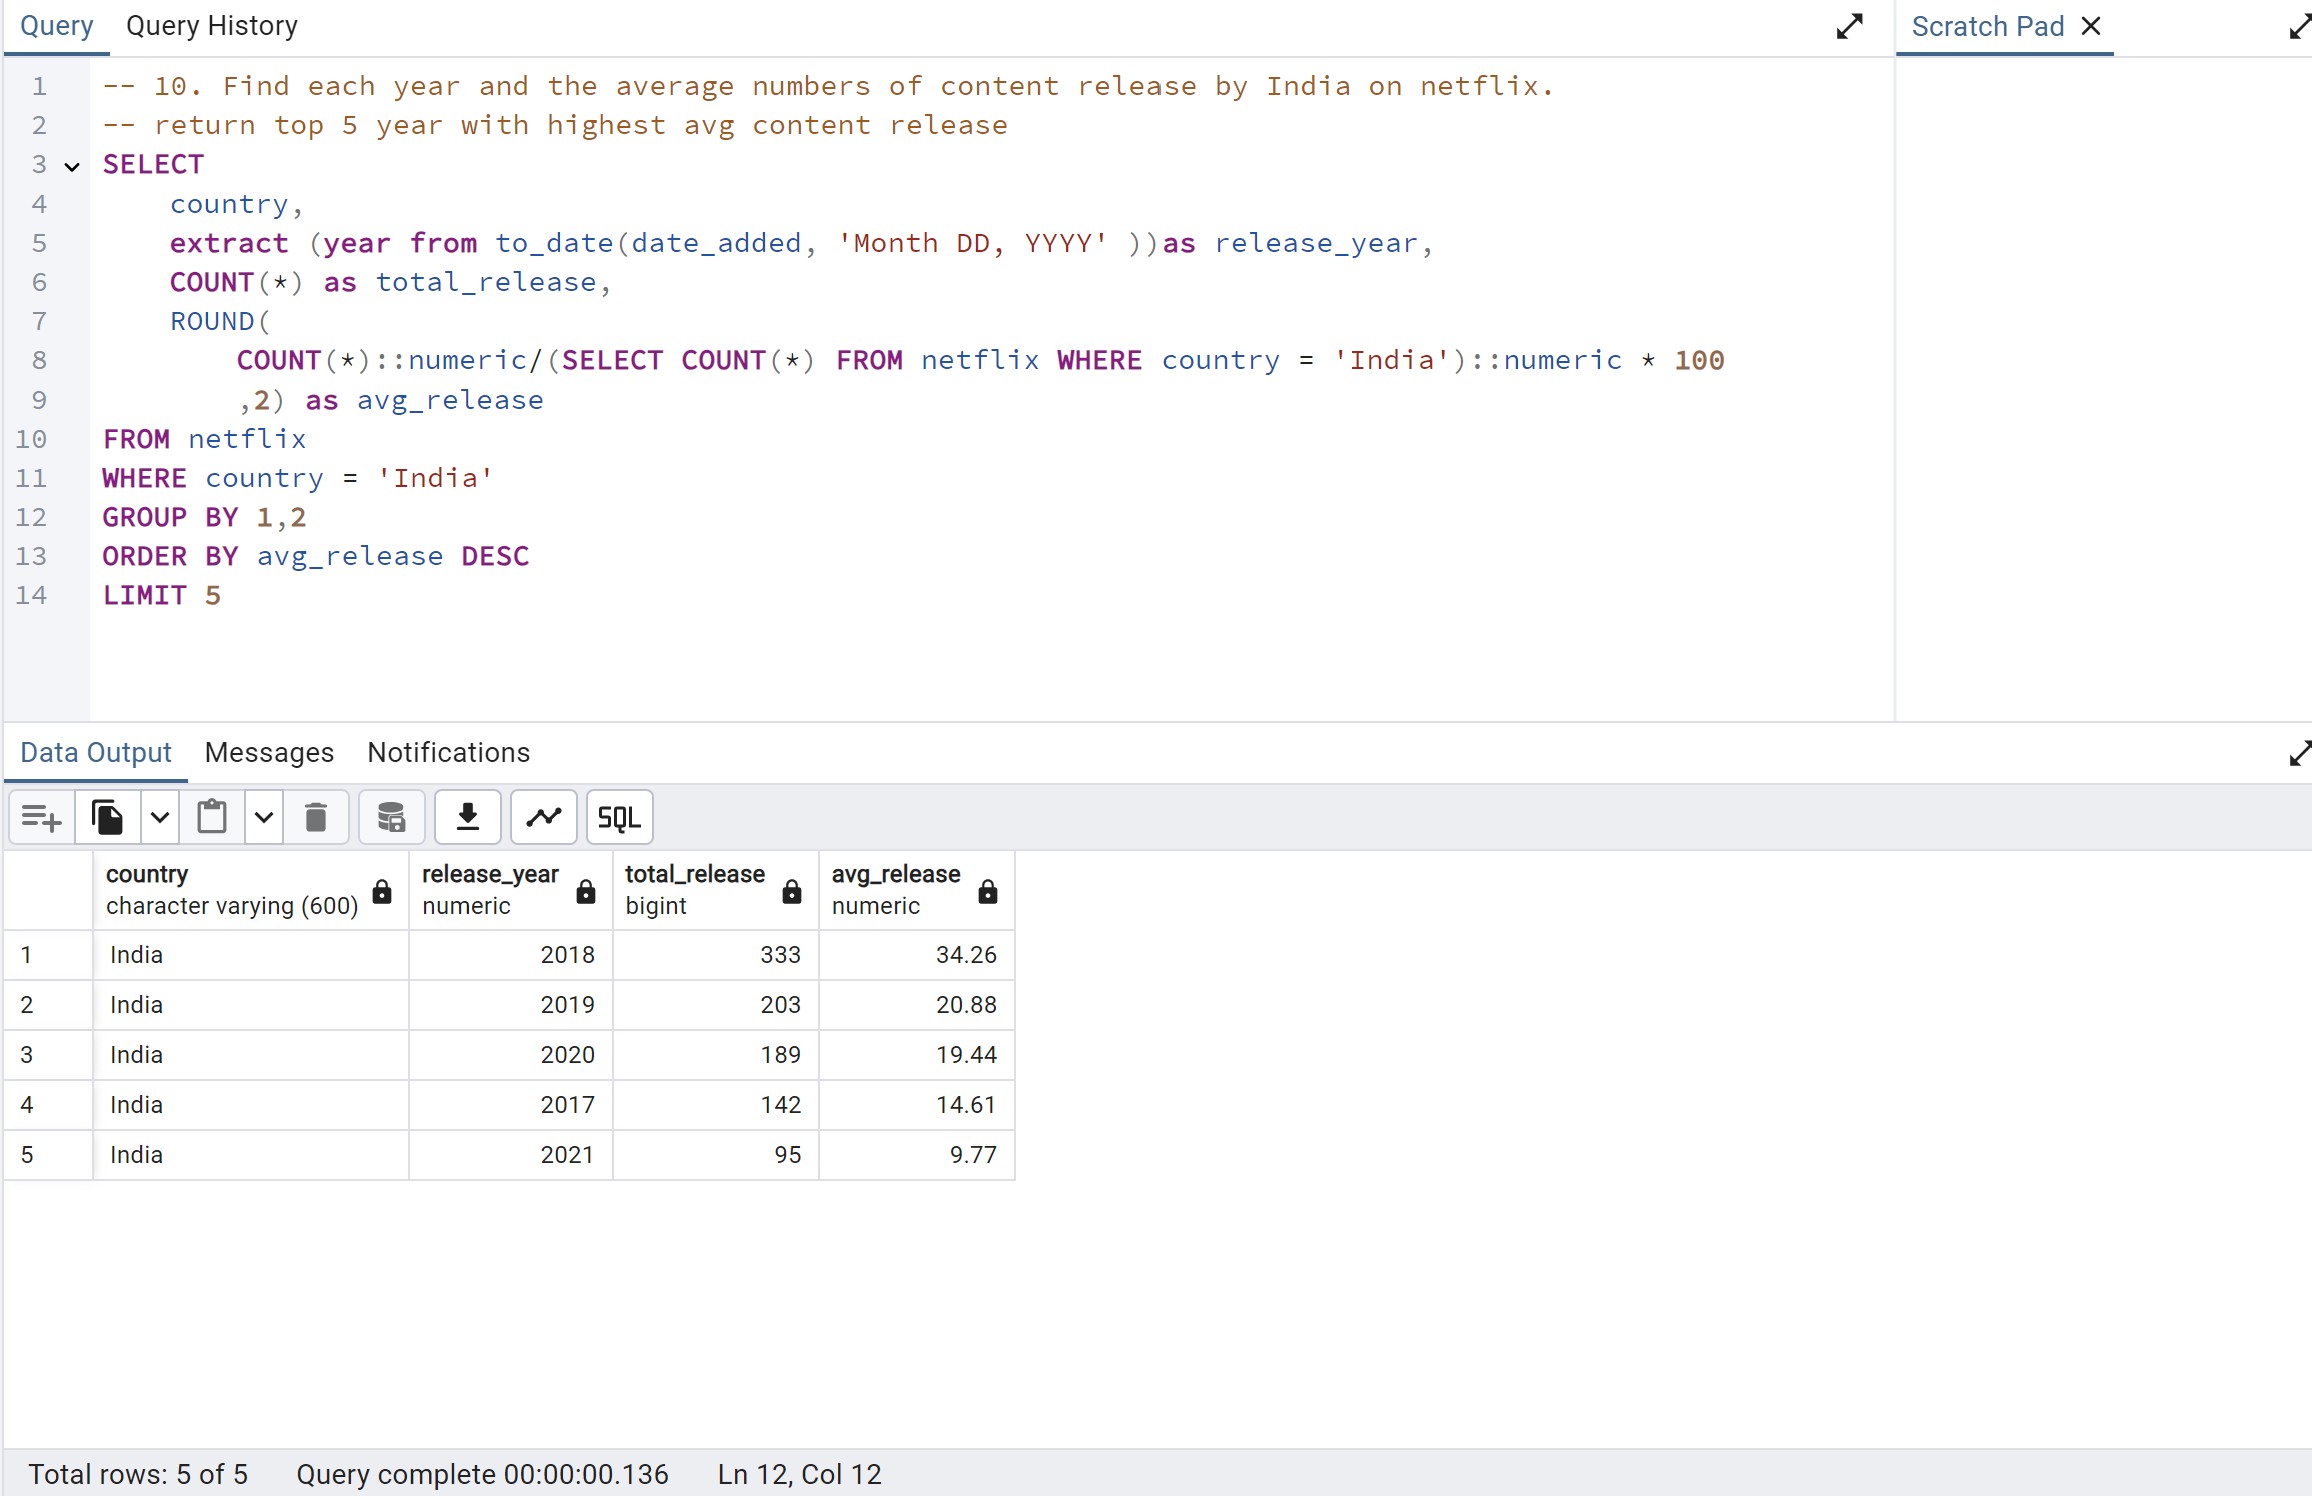 Query Query History Scratch Pad
1 -- 10. Find each year and the average numbers of content release by India on netflix.
2 -- return top 5 year with highest avg content release
3 SELECT
4 country,
5 extract (year from to_date(date_added, 'Month DD, YYYY' ))as release_year,
6 COUNT(*) as total_release,
7 ROUND(
8 COUNT(*)::numeric/(SELECT COUNT(*) FROM netflix WHERE country = 'India')::numeric * 100
9 ,2) as avg_release
10 FROM netflix
11 WHERE country = 'India'
12 GROUP BY 1,2
13 ORDER BY avg_release DESC
14 LIMIT 5
Data Output Messages Notifications
SQL
country release_year total_release avg_release
character varying (600) numeric bigint numeric
1 India 2018 333 34.26
2 India 2019 203 20.88
3 India 2020 189 19.44
4 India 2017 142 14.61
5 India 2021 95 9.77
Total rows: 5 of 5 Query complete 00:00:00.136 Ln 12, Col 12